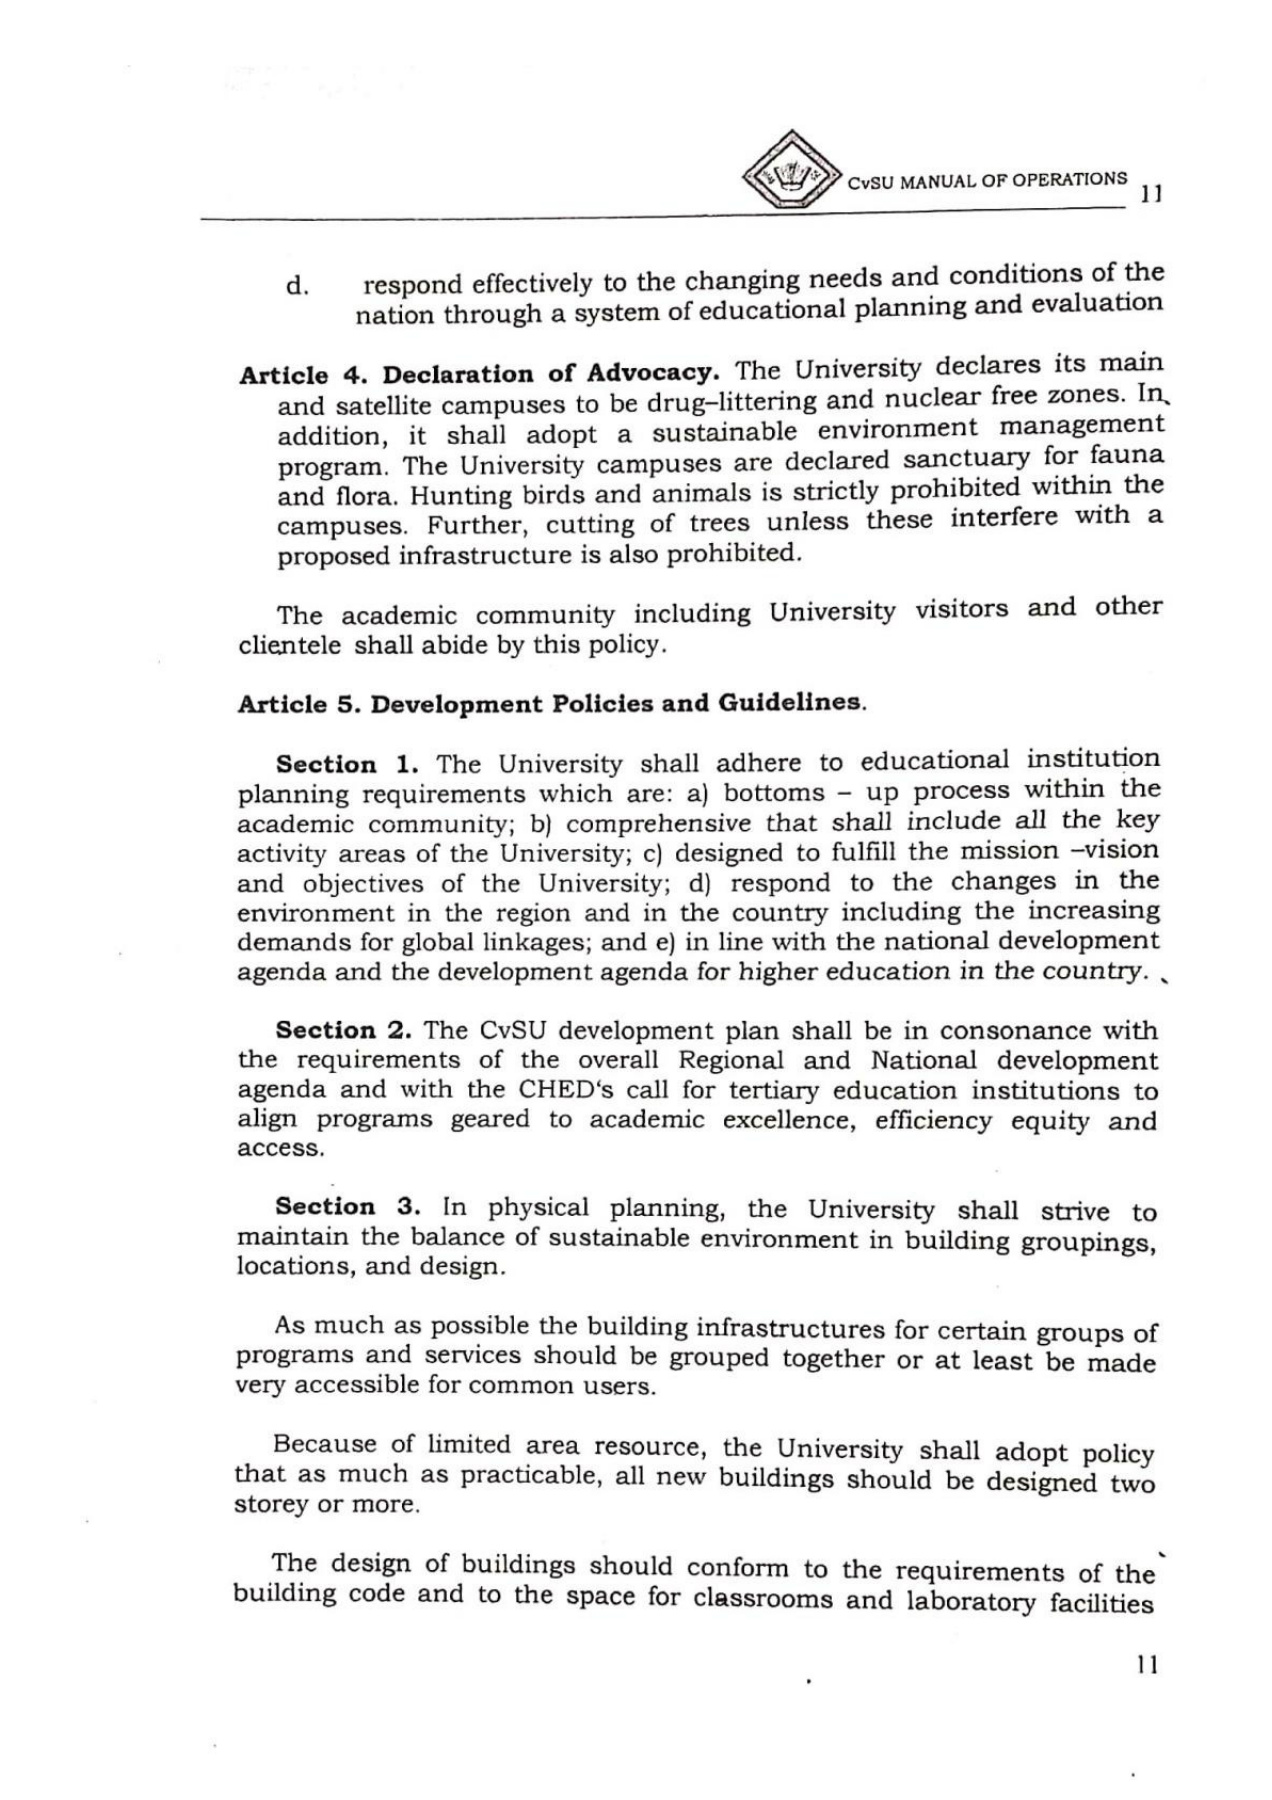 CvSU MANUAL OF OPERATIONS 11
d. respond effectively to the changing needs and conditions of the
nation through a system of educational planning and evaluation
Article 4. Declaration of Advocacy. The University declares its main
and satellite campuses to be drug–littering and nuclear free zones. In
addition, it shall adopt a sustainable environment management
program. The University campuses are declared sanctuary for fauna
and flora. Hunting birds and animals is strictly prohibited within the
campuses. Further, cutting of trees unless these interfere with a
proposed infrastructure is also prohibited.
The academic community including University visitors and other
clientele shall abide by this policy.
Article 5. Development Policies and Guidelines.
Section 1. The University shall adhere to educational institution
planning requirements which are: a) bottoms – up process within the
academic community; b) comprehensive that shall include all the key
activity areas of the University; c) designed to fulfill the mission –vision
and objectives of the University; d) respond to the changes in the
environment in the region and in the country including the increasing
demands for global linkages; and e) in line with the national development
agenda and the development agenda for higher education in the country.
Section 2. The CvSU development plan shall be in consonance with
the requirements of the overall Regional and National development
agenda and with the CHED‘s call for tertiary education institutions to
align programs geared to academic excellence, efficiency equity and
access.
Section 3. In physical planning, the University shall strive to
maintain the balance of sustainable environment in building groupings,
locations, and design.
As much as possible the building infrastructures for certain groups of
programs and services should be grouped together or at least be made
very accessible for common users.
Because of limited area resource, the University shall adopt policy
that as much as practicable, all new buildings should be designed two
storey or more.
The design of buildings should conform to the requirements of the
building code and to the space for classrooms and laboratory facilities
11